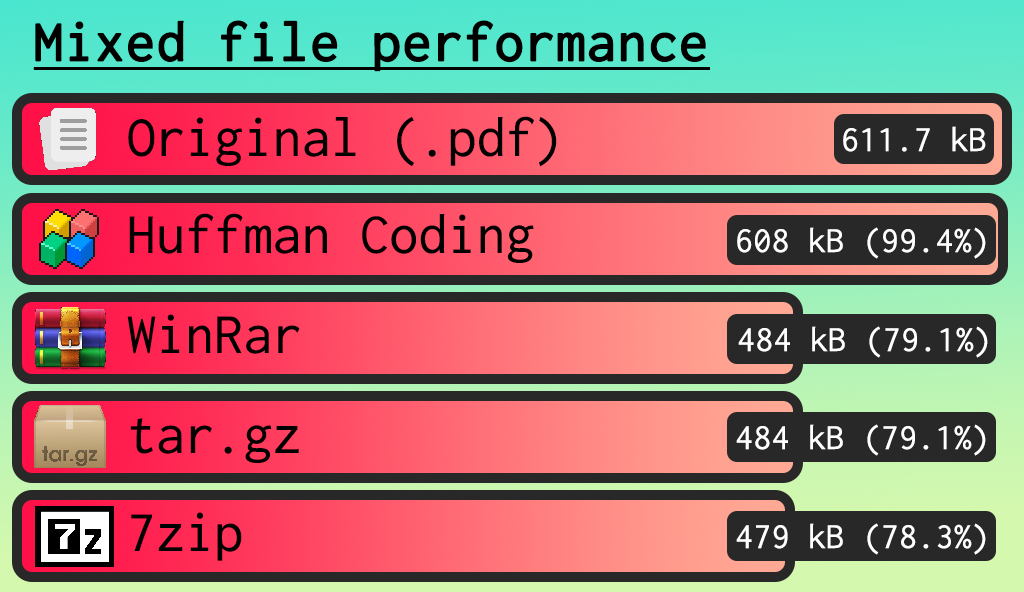 Mixed file performance
Original (.pdf) 611.7 kB
Huffman Coding 608 kB (99.4%)
WinRar 484 kB (79.1%)
tar.gz tar.gz 484 kB (79.1%)
7z 7zip 479 kB (78.3%)